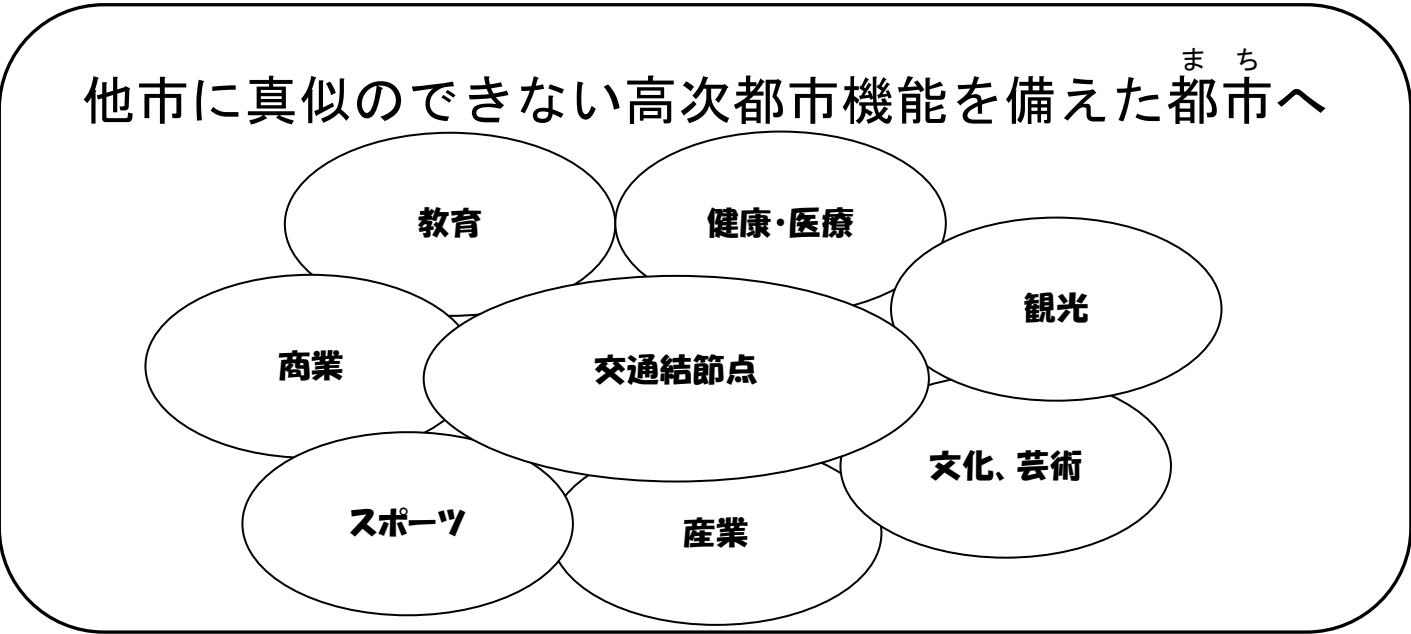 まち
他市に真似のできない高次都市機能を備えた都市へ
教育
健康・医療
観光
商業
交通結節点
文化、芸術
スポーツ
産業